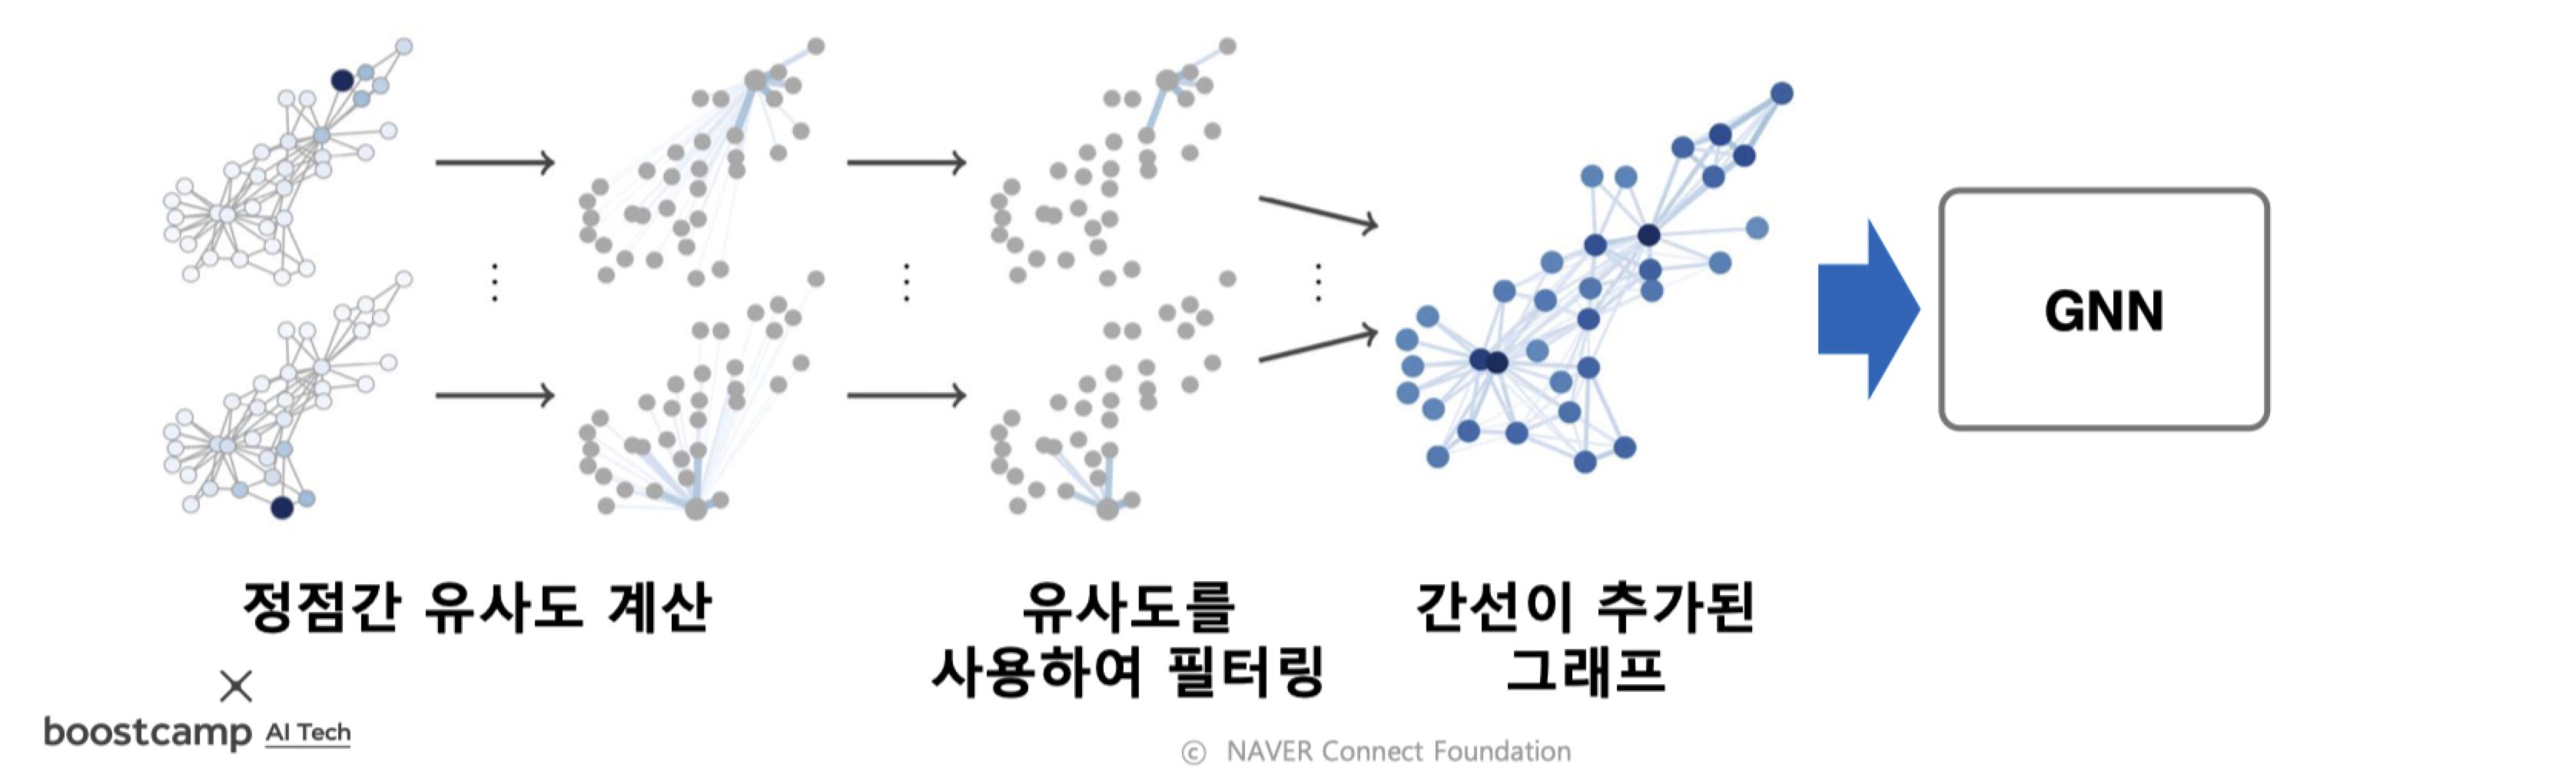 GNN
정점간 유사도 계산
유사도를
사용하여 필터링
간선이 추가된
그래프
boostcamp AI Tech
© NAVER Connect Foundation